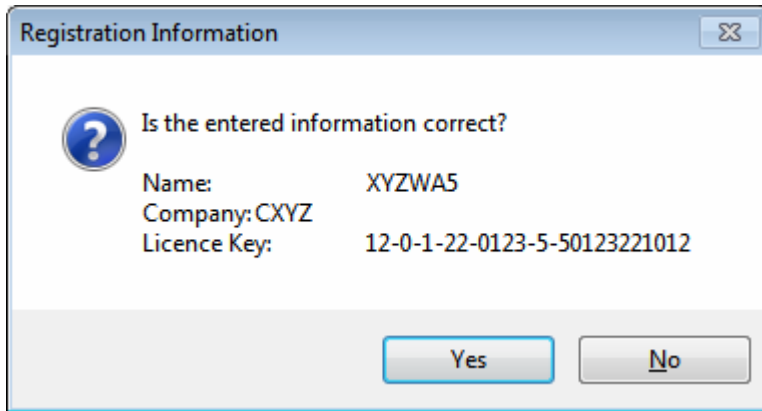 Registration Information
Is the entered information correct?
Name: XYZWA5
Company: CXYZ
Licence Key: 12-0-1-22-0123-5-50123221012
Yes No